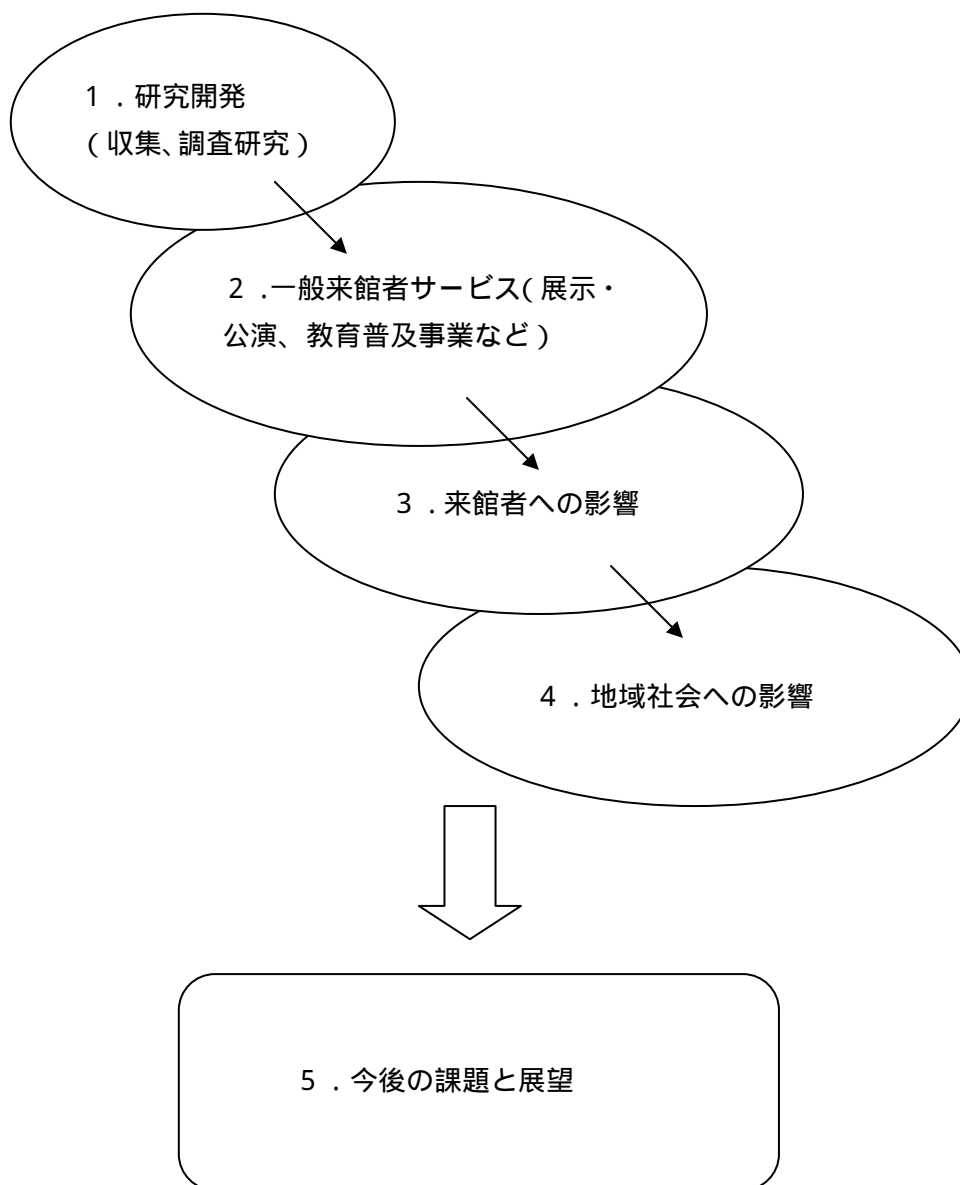 1．研究開発
(収集、調査研究)
2．一般来館者サービス(展示・
公演、教育普及事業など)
3．来館者への影響
4．地域社会への影響
5．今後の課題と展望